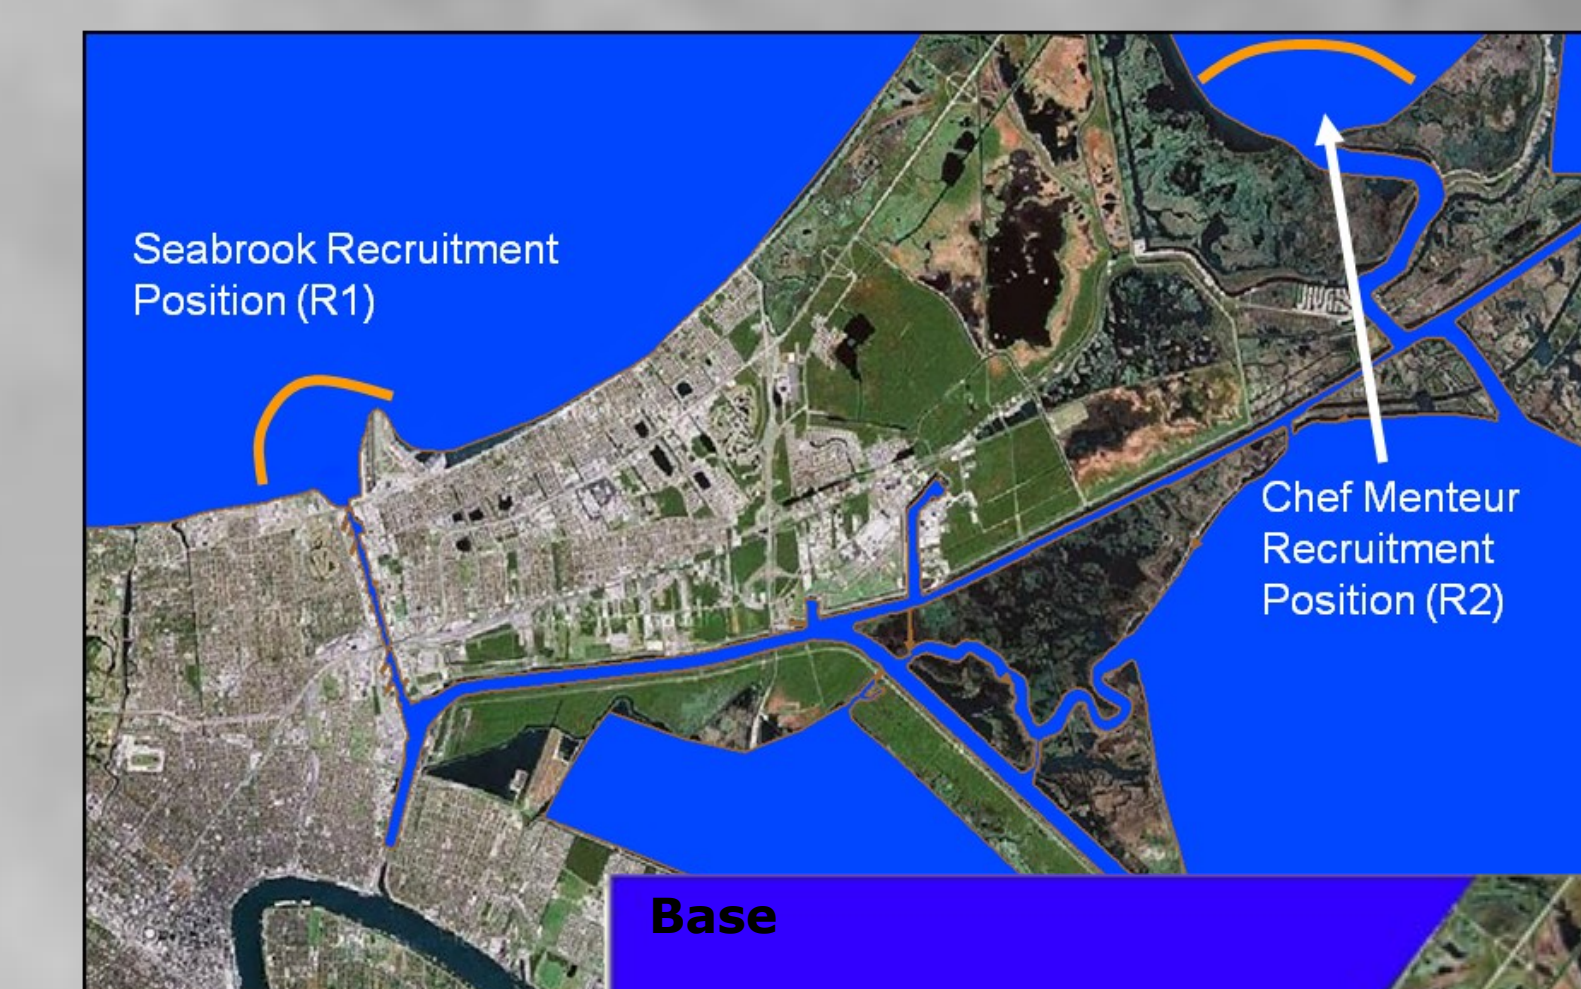 Seabrook Recruitment
Position (R1)
Chef Menteur
Recruitment
Position (R2)
Base